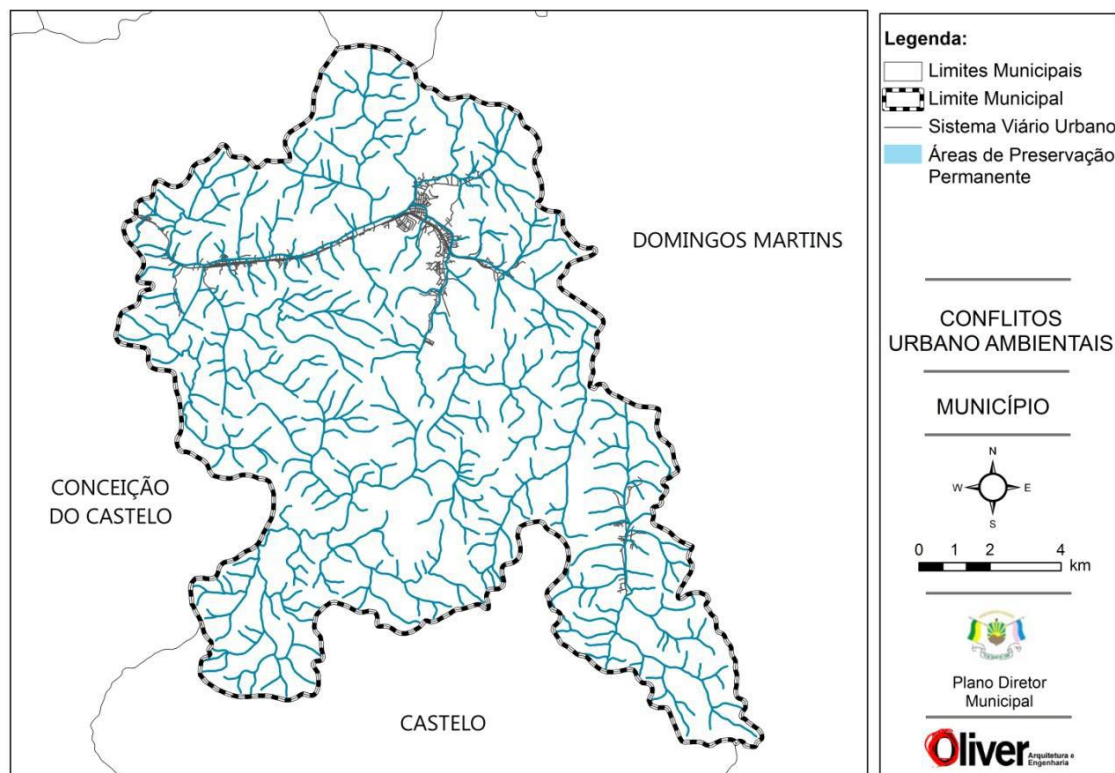 DOMINGOS MARTINS
CONCEIÇÃO
DO CASTELO
CASTELO
Legenda:
Limites Municipais
Limite Municipal
Sistema Viário Urbano
Áreas de Preservação
Permanente
CONFLITOS
URBANO AMBIENTAIS
MUNICÍPIO
N
W E
S
0 1 2 4
km
Plano Diretor
Municipal
Oliver Arquitetura e
Engenharia